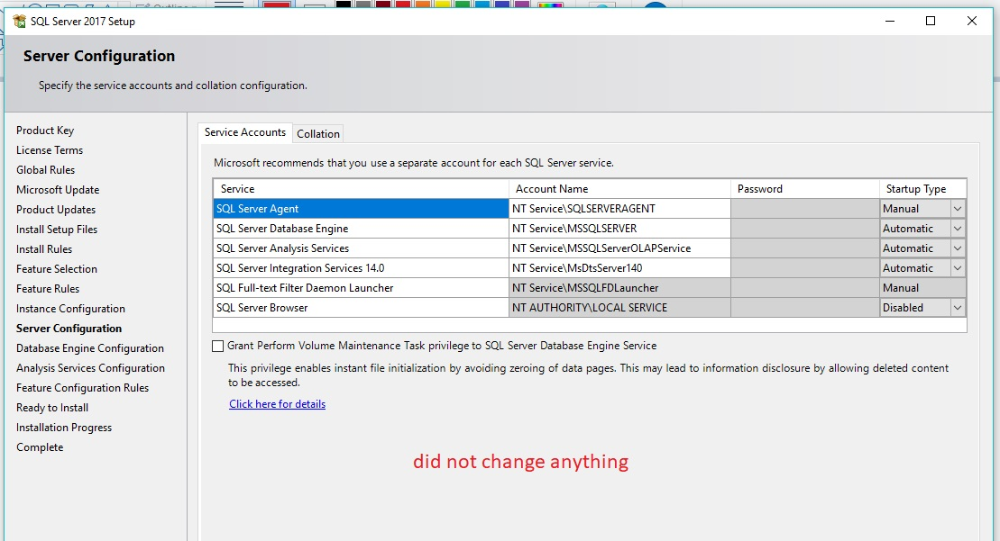 SQL Server 2017 Setup
Server Configuration
Specify the service accounts and collation configuration.
Product Key
License Terms
Global Rules
Microsoft Update
Product Updates
Install Setup Files
Install Rules
Feature Selection
Feature Rules
Instance Configuration
Server Configuration
Database Engine Configuration
Analysis Services Configuration
Feature Configuration Rules
Ready to Install
Installation Progress
Complete
Service Accounts Collation
Microsoft recommends that you use a separate account for each SQL Server service.
Service Account Name Password Startup Type
SQL Server Agent NT Service\SQLSERVERAGENT Manual
SQL Server Database Engine NT Service\MSSQLSERVER Automatic
SQL Server Analysis Services NT Service\MSSQLServerOLAPService Automatic
SQL Server Integration Services 14.0 NT Service\MsDtsServer140 Automatic
SQL Full-text Filter Daemon Launcher NT Service\MSSQLFDLauncher Manual
SQL Server Browser NT AUTHORITY\LOCAL SERVICE Disabled
Grant Perform Volume Maintenance Task privilege to SQL Server Database Engine Service
This privilege enables instant file initialization by avoiding zeroing of data pages. This may lead to information disclosure by allowing deleted content
to be accessed.
Click here for details
did not change anything